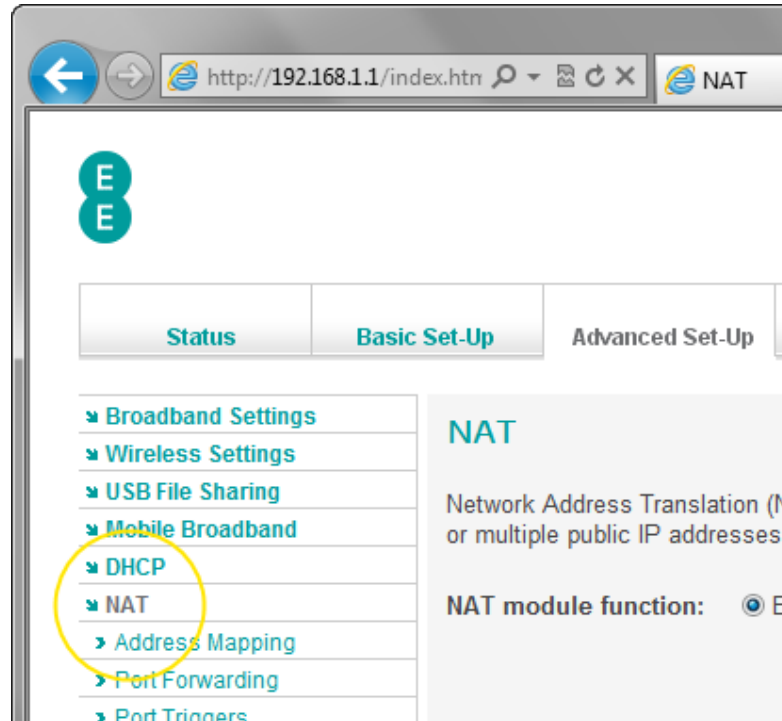 http://192.168.1.1/index.htm
NAT
E
E
Status
Basic Set-Up
Advanced Set-Up
Broadband Settings
Wireless Settings
USB File Sharing
Mobile Broadband
DHCP
NAT
Address Mapping
Port Forwarding
Port Triggers
NAT
Network Address Translation (
or multiple public IP addresses
NAT module function: